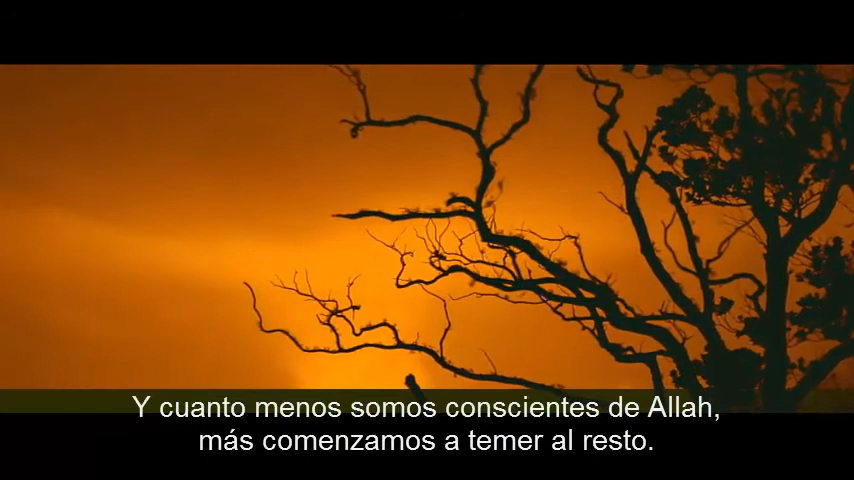 Y cuanto menos somos conscientes de Allah,
más comenzamos a temer al resto.